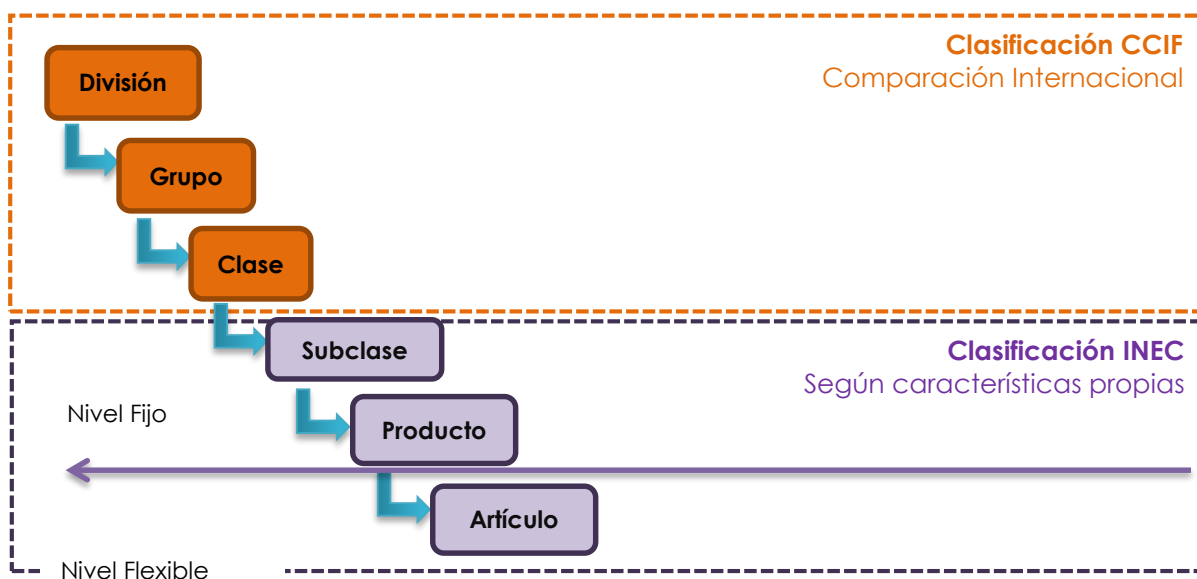 Clasificación CCIF
Comparación Internacional
División
Grupo
Clase
Subclase
Clasificación INEC
Según características propias
Nivel Fijo
Producto
Artículo
Nivel Flexible